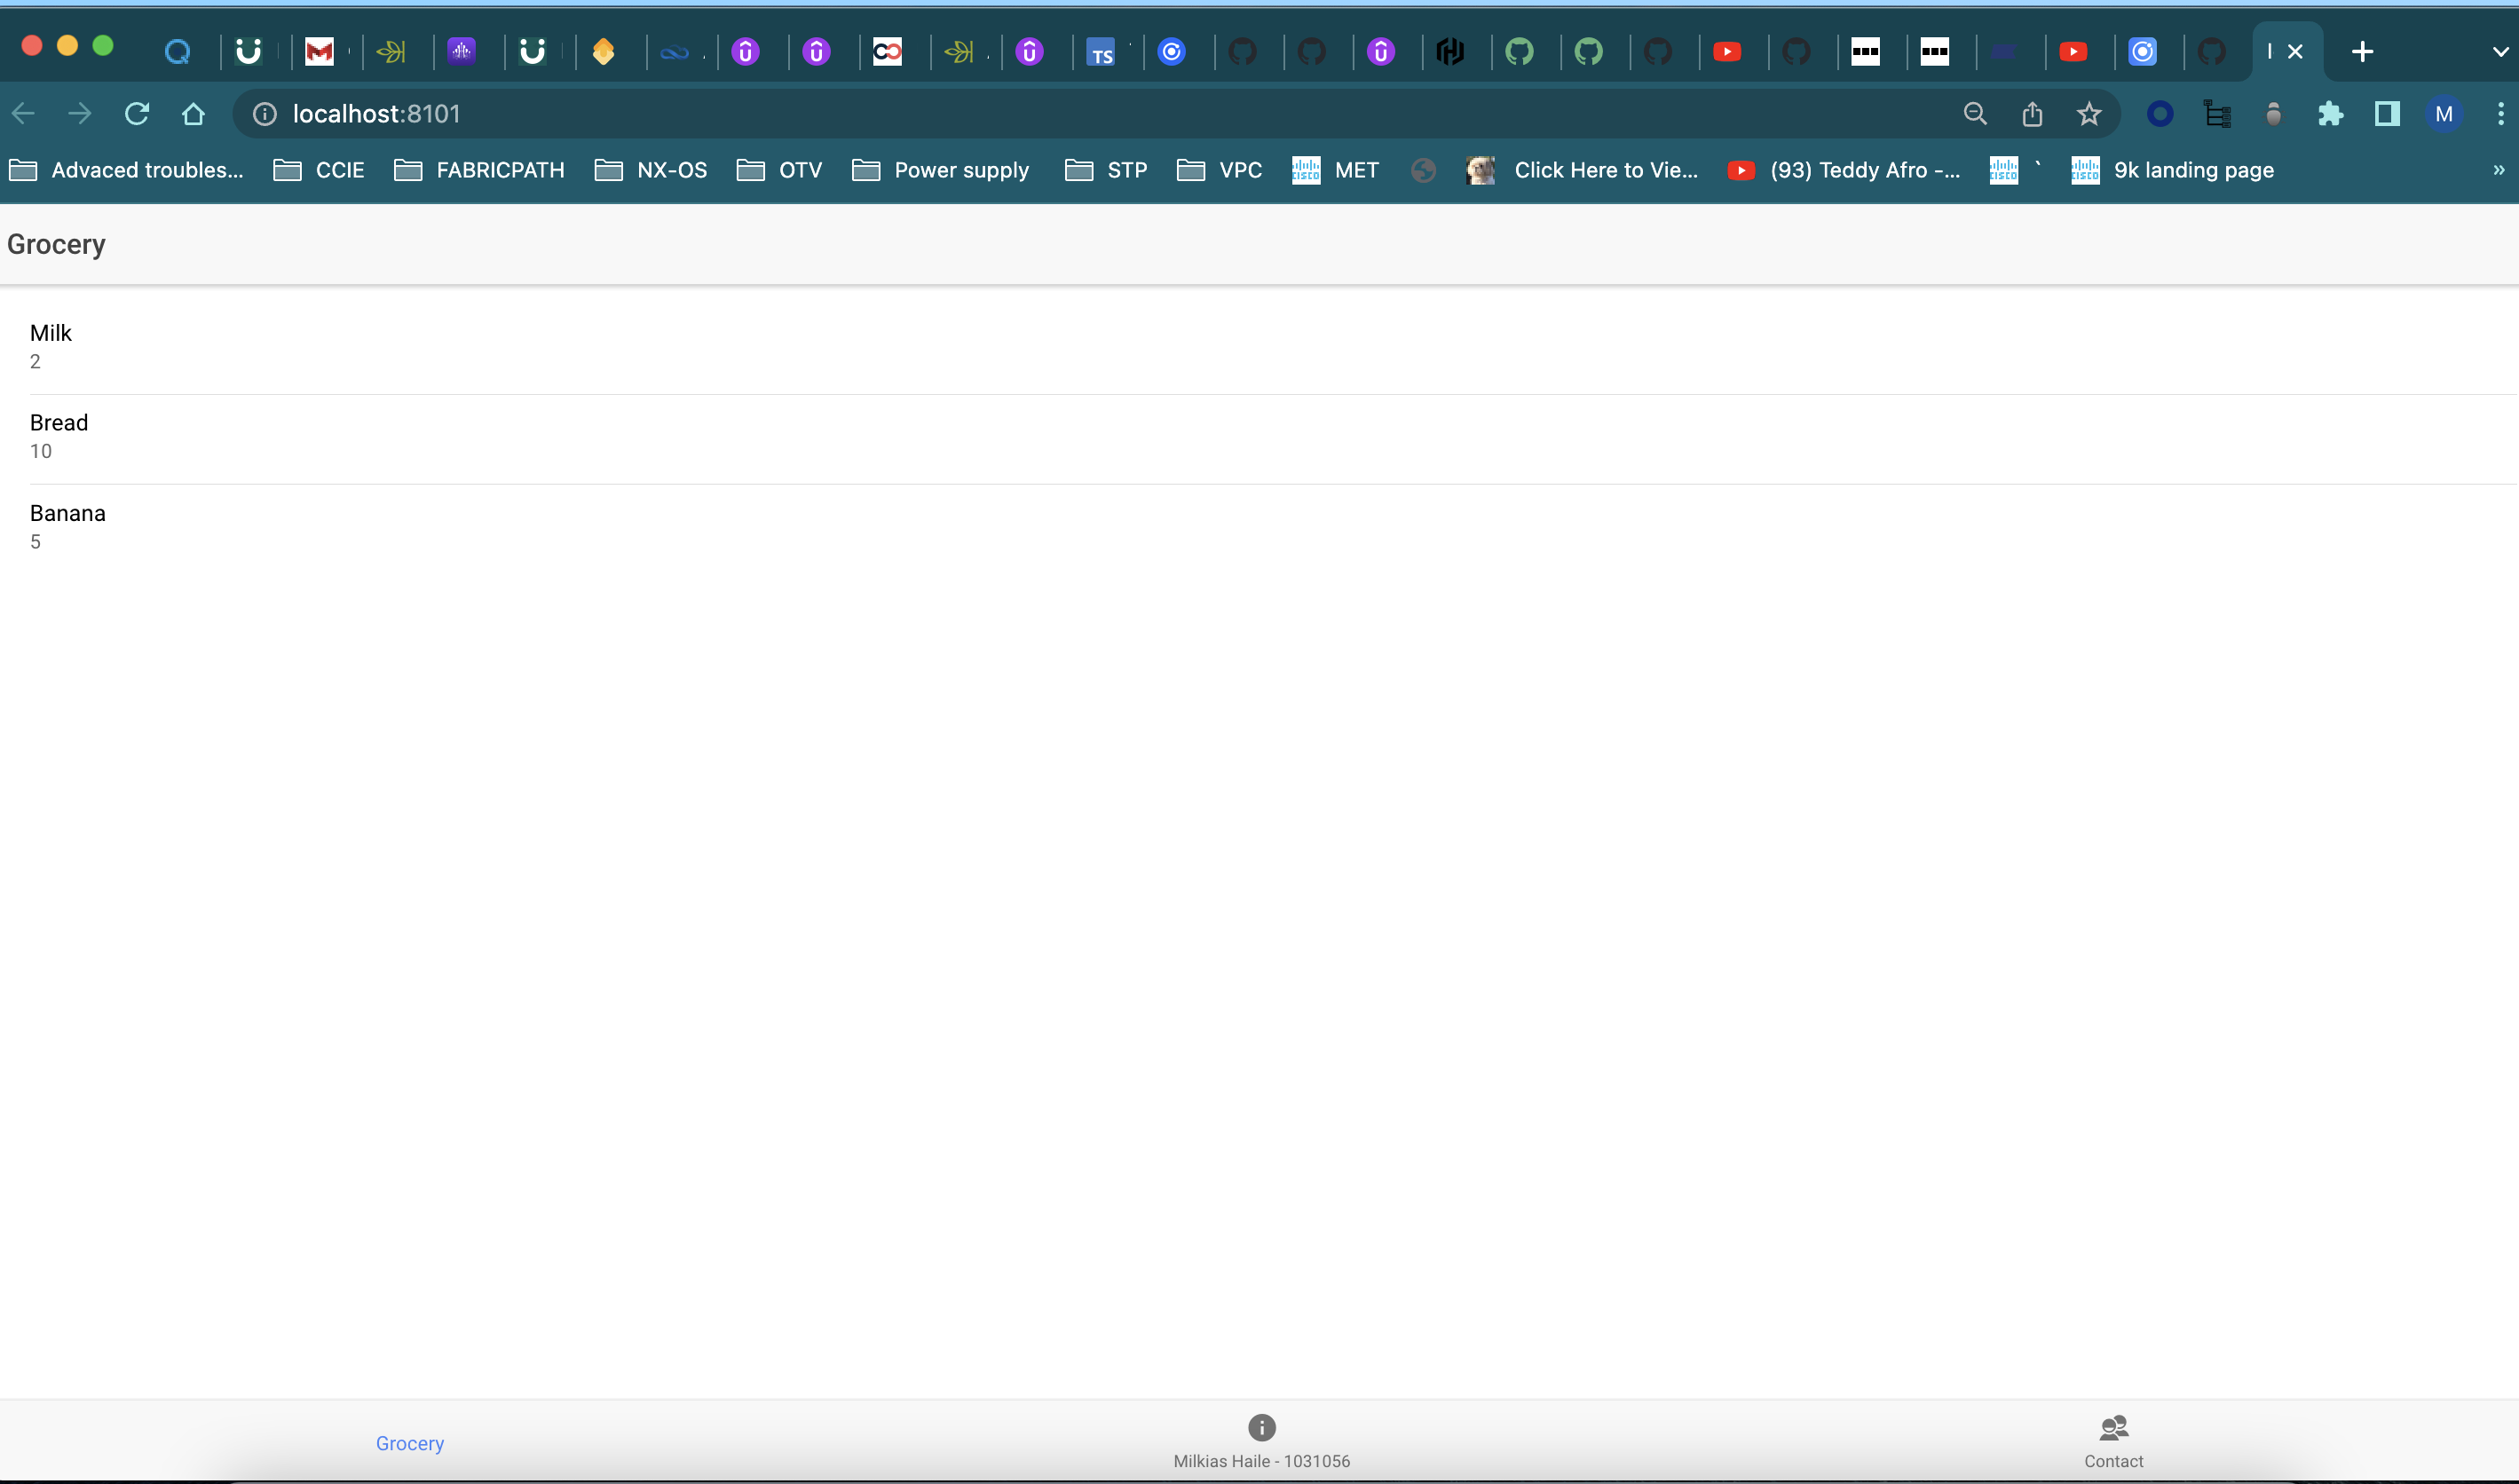 TS
localhost:8101
M
Advaced troubles... CCIE FABRICPATH NX-OS OTV Power supply STP VPC MET Click Here to Vie... (93) Teddy Afro -... ` 9k landing page »
Grocery
Milk
2
Bread
10
Banana
5
Grocery
Milkias Haile - 1031056
Contact